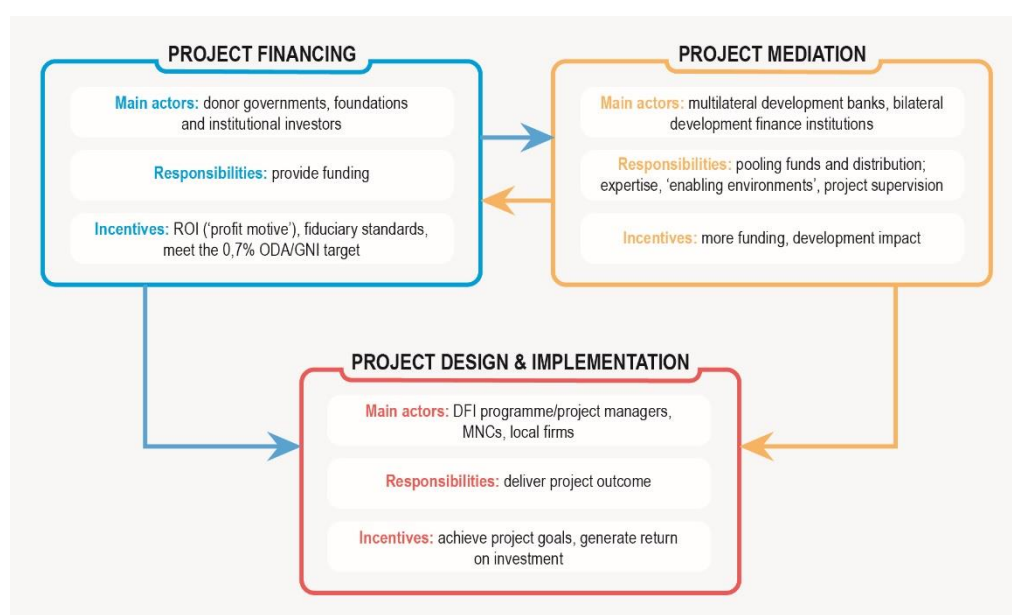 PROJECT FINANCING
Main actors: donor governments, foundations
and institutional investors
Responsibilities: provide funding
Incentives: ROI (‘profit motive’), fiduciary standards,
meet the 0,7% ODA/GNI target
PROJECT MEDIATION
Main actors: multilateral development banks, bilateral
development finance institutions
Responsibilities: pooling funds and distribution;
expertise, ‘enabling environments’, project supervision
Incentives: more funding, development impact
PROJECT DESIGN & IMPLEMENTATION
Main actors: DFI programme/project managers,
MNCs, local firms
Responsibilities: deliver project outcome
Incentives: achieve project goals, generate return
on investment